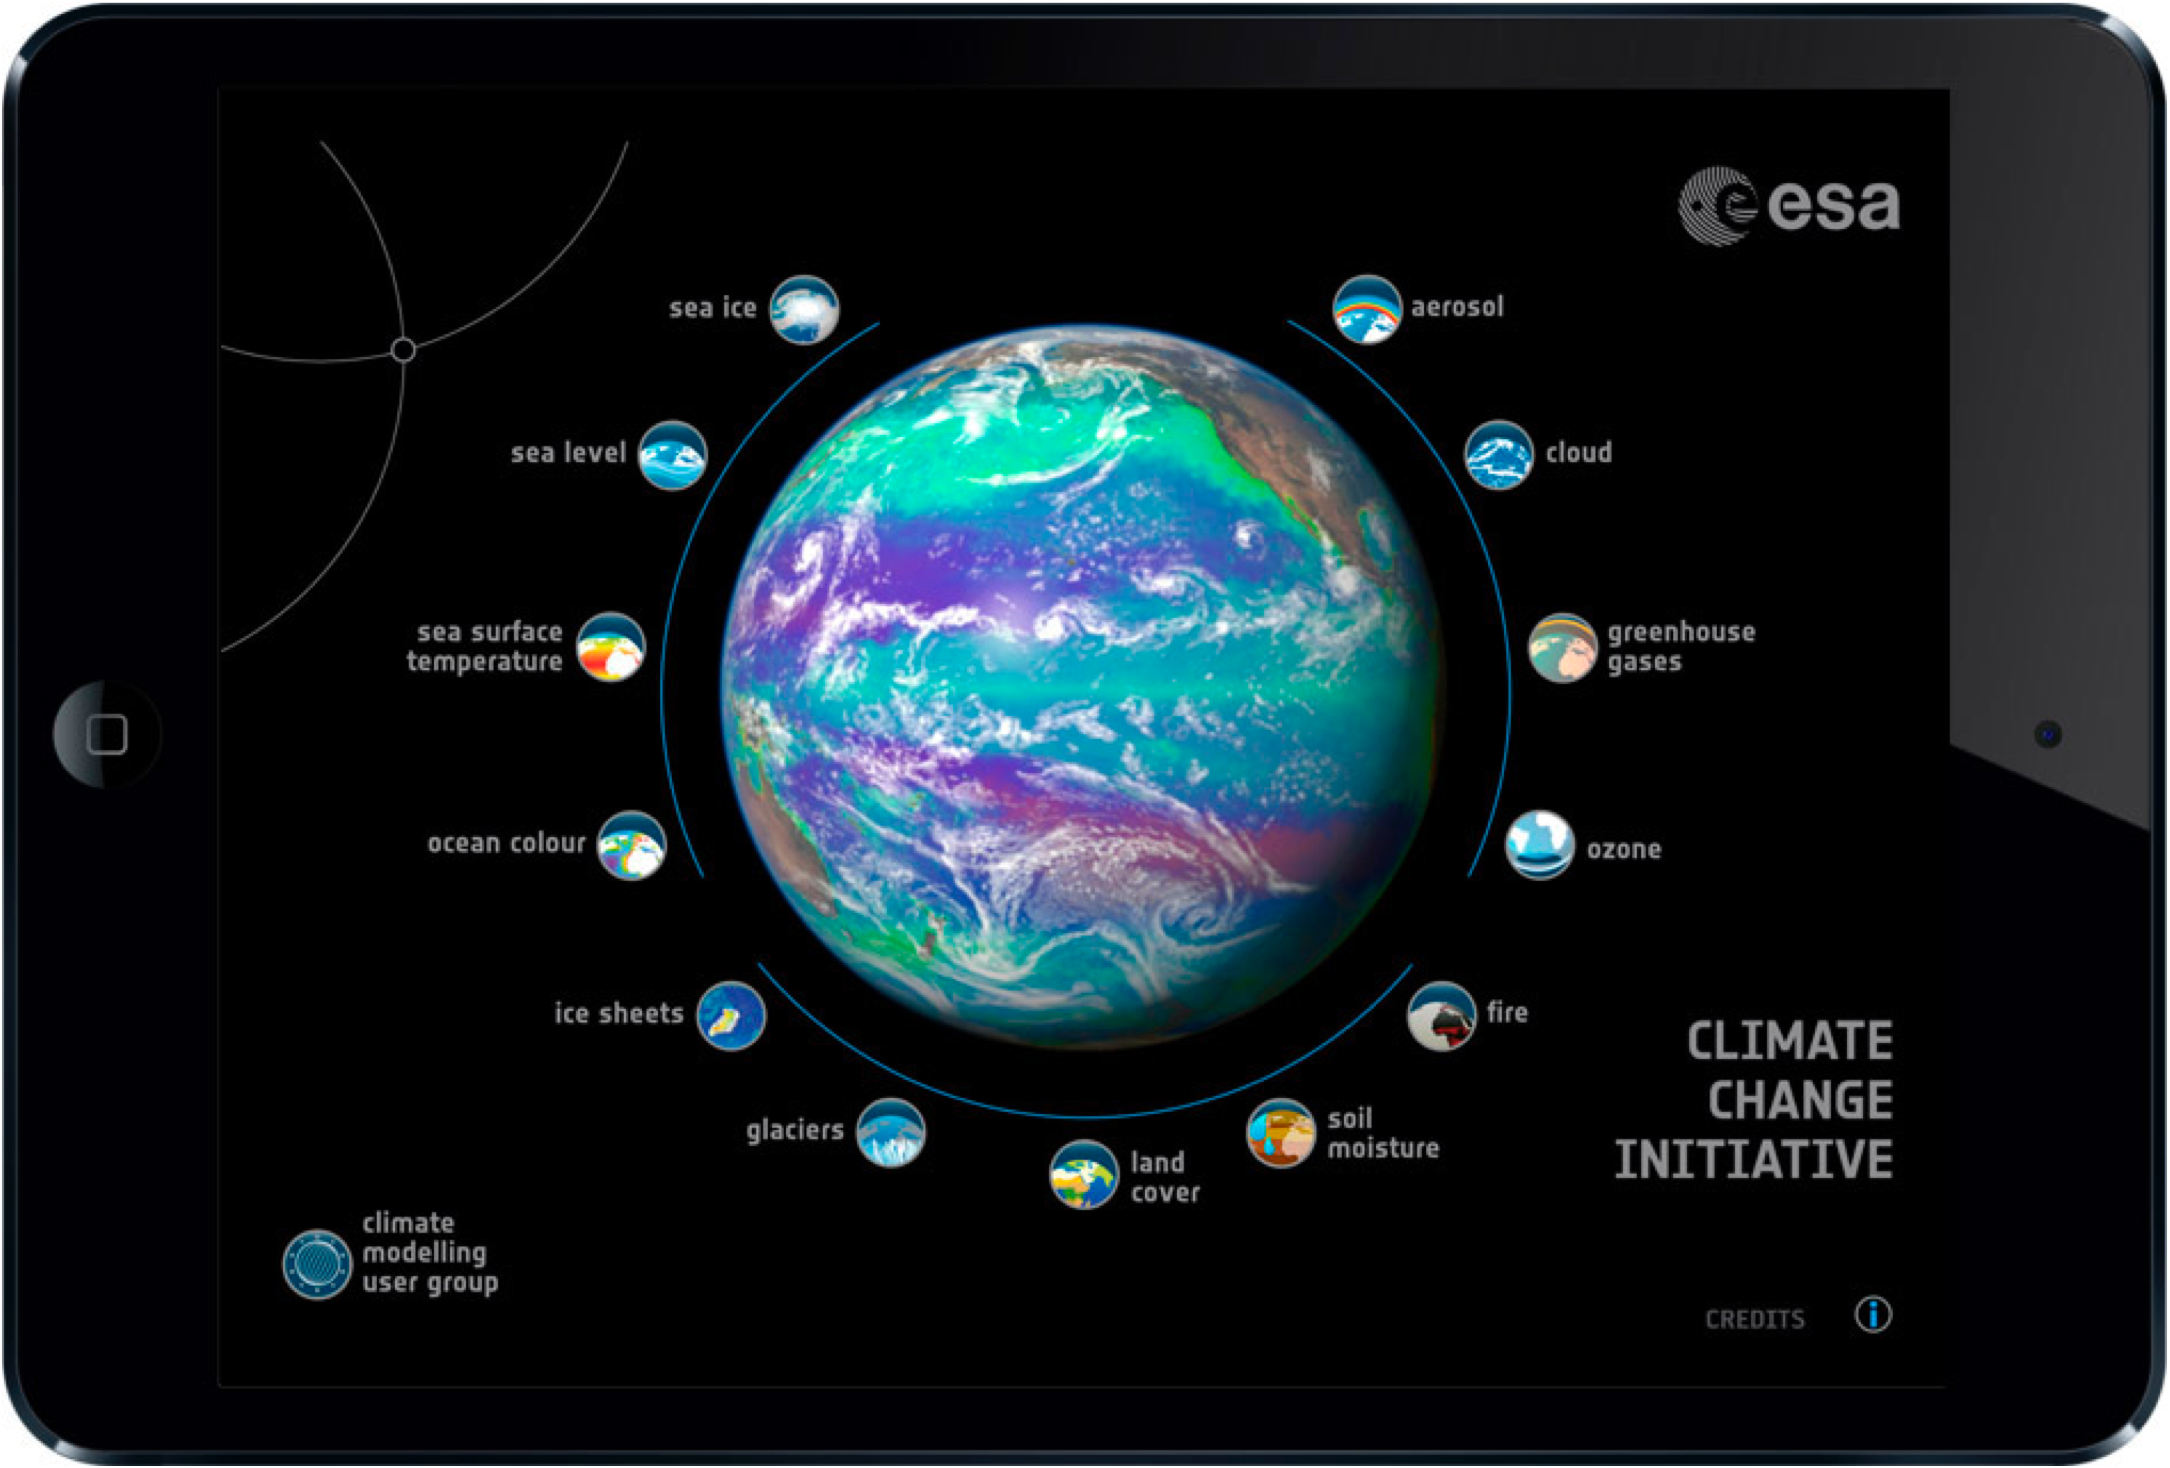 esa
sea ice
aerosol
sea level
cloud
sea surface
temperature
greenhouse
gases
ocean colour
ozone
ice sheets
fire
glaciers
soil
moisture
land
cover
CLIMATE
CHANGE
INITIATIVE
climate
modelling
user group
CREDITS
i